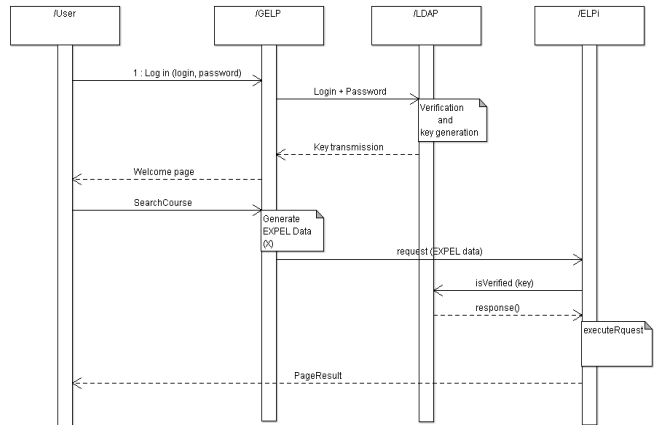 /User
/GELP
/LDAP
/ELPi
1 : Log in (login, password)
Login + Password
Verification
and
key generation
Key transmission
Welcome page
SearchCourse
Generate
EXPEL Data
(X)
request (EXPEL data)
isVerified (key)
response()
executeRquest
PageResult